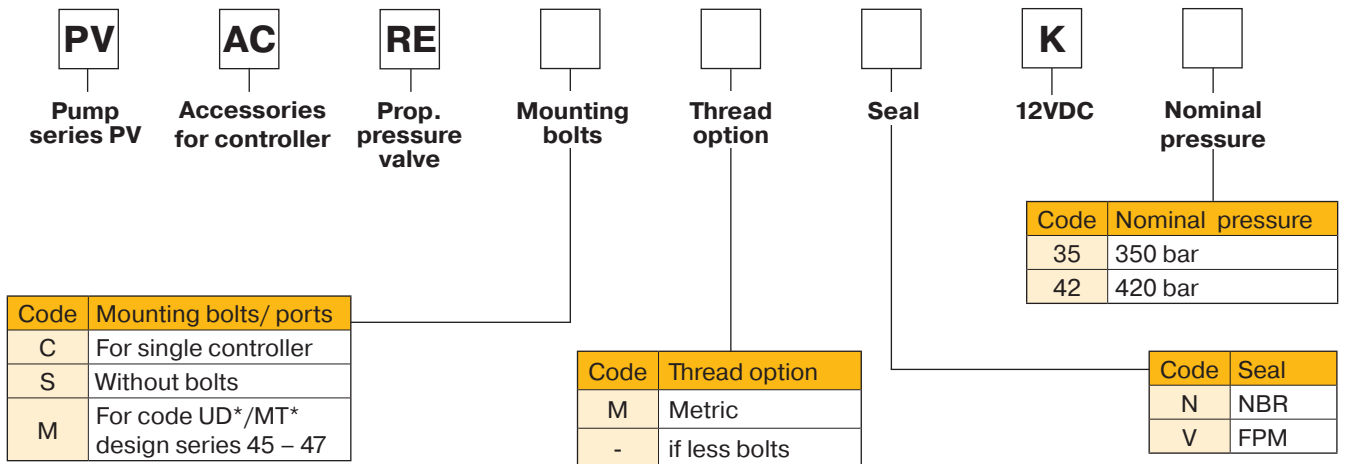 PV AC RE K
Pump series PV
Accessories for controller
Prop. pressure valve
Mounting bolts
Thread option
Seal
12VDC
Nominal pressure
Code Nominal pressure
35 350 bar
42 420 bar
Code Mounting bolts/ ports
C For single controller
S Without bolts
M For code UD*/MT* design series 45 – 47
Code Thread option
M Metric
- if less bolts
Code Seal
N NBR
V FPM